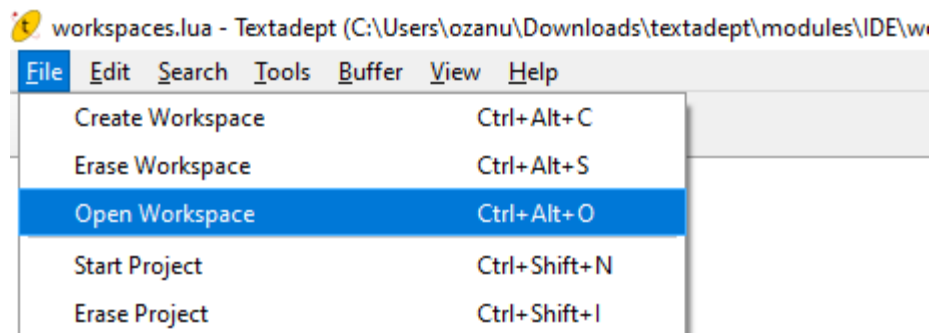 workspaces.lua - Textadept (C:\Users\ozanu\Downloads\textadept\modules\IDE\w
File Edit Search Tools Buffer View Help
Create Workspace Ctrl+Alt+C
Erase Workspace Ctrl+Alt+S
Open Workspace Ctrl+Alt+O
Start Project Ctrl+Shift+N
Erase Project Ctrl+Shift+I